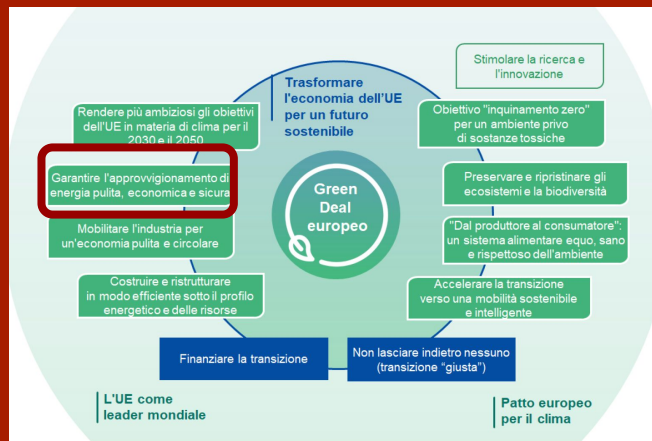 Stimolare la ricerca e
l'innovazione
Trasformare
l'economia dell'UE
per un futuro
sostenibile
Rendere più ambiziosi gli obiettivi
dell'UE in materia di clima per il
2030 e il 2050
Obiettivo "inquinamento zero"
per un ambiente privo
di sostanze tossiche
Garantire l'approvvigionamento di
energia pulita, economica e sicura
Preservare e ripristinare gli
ecosistemi e la biodiversità
Green
Deal
europeo
Mobilitare l'industria per
un'economia pulita e circolare
"Dal produttore al consumatore":
un sistema alimentare equo, sano
e rispettoso dell'ambiente
Costruire e ristrutturare
in modo efficiente sotto il profilo
energetico e delle risorse
Accelerare la transizione
verso una mobilità sostenibile
e intelligente
Finanziare la transizione
Non lasciare indietro nessuno
(transizione "giusta")
L'UE come
leader mondiale
Patto europeo
per il clima